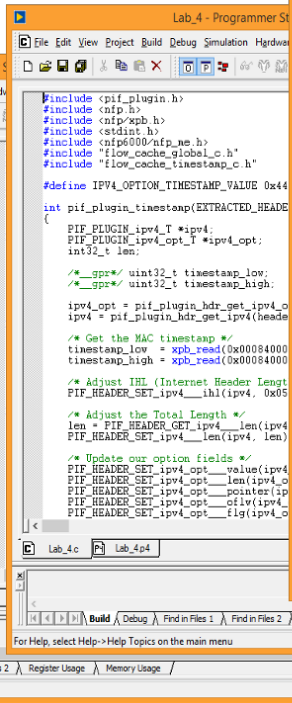 Lab_4 - Programmer St
File Edit View Project Build Debug Simulation Hardwar
#include <pif_plugin.h>
#include <nfp.h>
#include <nfp/xpb.h>
#include <stdint.h>
#include <nfp6000/nfp_me.h>
#include "flow_cache_global_c.h"
#include "flow_cache_timestamp_c.h"
#define IPV4_OPTION_TIMESTAMP_VALUE 0x44
int pif_plugin_timestamp(EXTRACTED_HEADE
{
PIF_PLUGIN_ipv4_T *ipv4;
PIF_PLUGIN_ipv4_opt_T *ipv4_opt;
int32_t len;
/*__gpr*/ uint32_t timestamp_low;
/*__gpr*/ uint32_t timestamp_high;
ipv4_opt = pif_plugin_hdr_get_ipv4_o
ipv4 = pif_plugin_hdr_get_ipv4(heade
/* Get the MAC timestamp */
timestamp_low = xpb_read(0x00084000
timestamp_high = xpb_read(0x00084000
/* Adjust IHL (Internet Header Lengt
PIF_HEADER_SET_ipv4___ihl(ipv4, 0x05
/* Adjust the Total Length */
len = PIF_HEADER_GET_ipv4___len(ipv4
PIF_HEADER_SET_ipv4___len(ipv4, len)
/* Update our option fields */
PIF_HEADER_SET_ipv4_opt___value(ipv4_
PIF_HEADER_SET_ipv4_opt___len(ipv4_o
PIF_HEADER_SET_ipv4_opt___pointer(ip
PIF_HEADER_SET_ipv4_opt___oflw(ipv4_
PIF_HEADER_SET_ipv4_opt___flg(ipv4_o
Lab_4.c Lab_4.p4
Build Debug Find in Files 1 Find in Files 2
For Help, select Help->Help Topics on the main menu
s 2 Register Usage Memory Usage